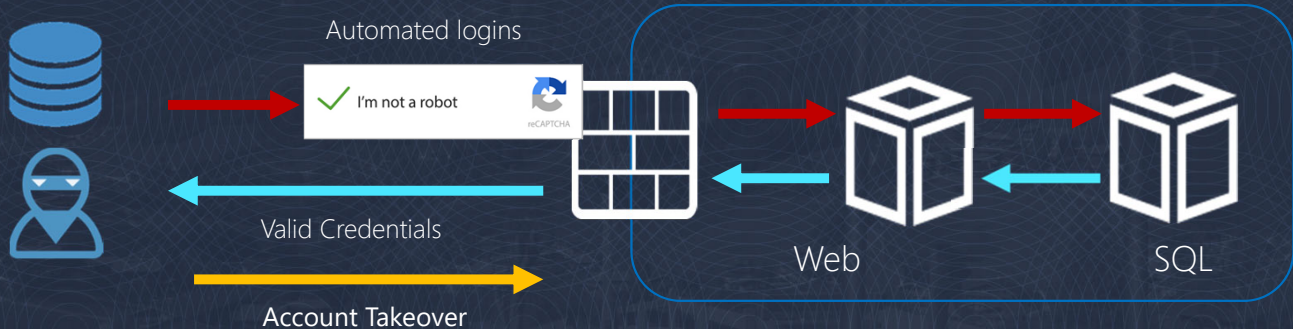 Automated logins
I'm not a robot
reCAPTCHA
Valid Credentials
Web
SQL
Account Takeover